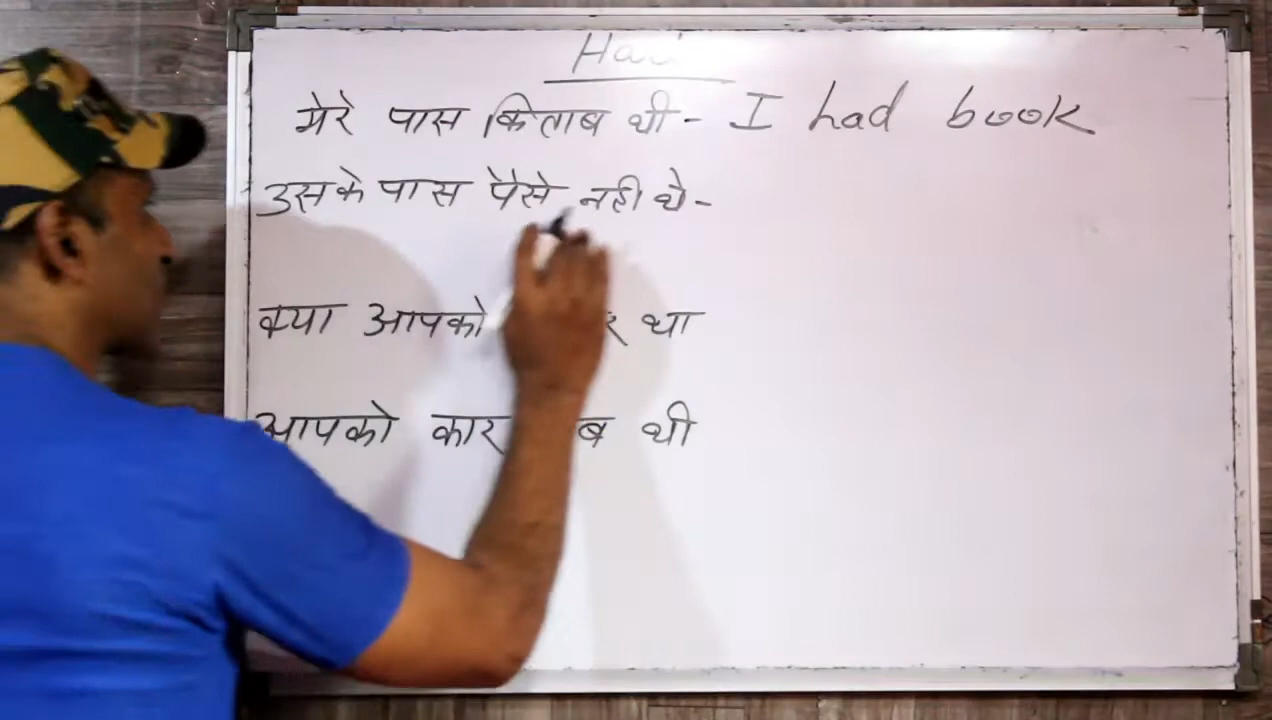 मेरे पास किताब थी - I had book
उसके पास पैसे नही थे -
क्या आपको था
आपको कार थी